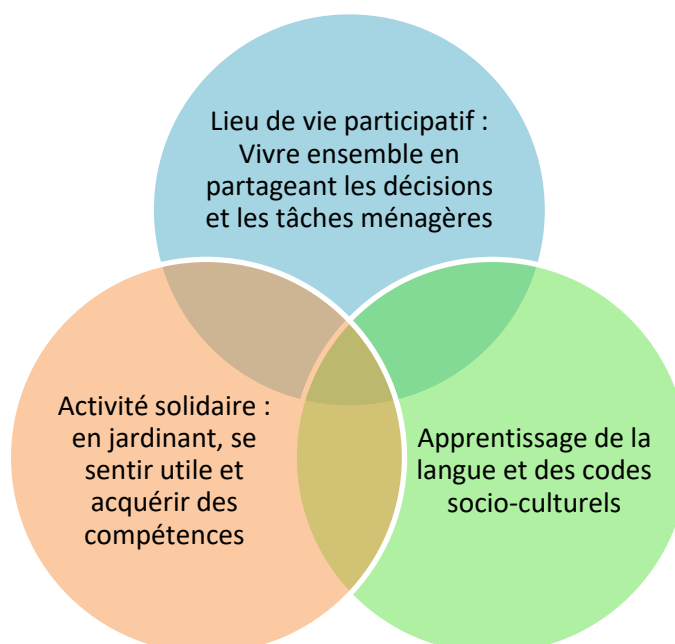 Lieu de vie participatif :
Vivre ensemble en
partageant les décisions
et les tâches ménagères
Activité solidaire :
en jardinant, se
sentir utile et
acquérir des
compétences
Apprentissage de la
langue et des codes
socio-culturels